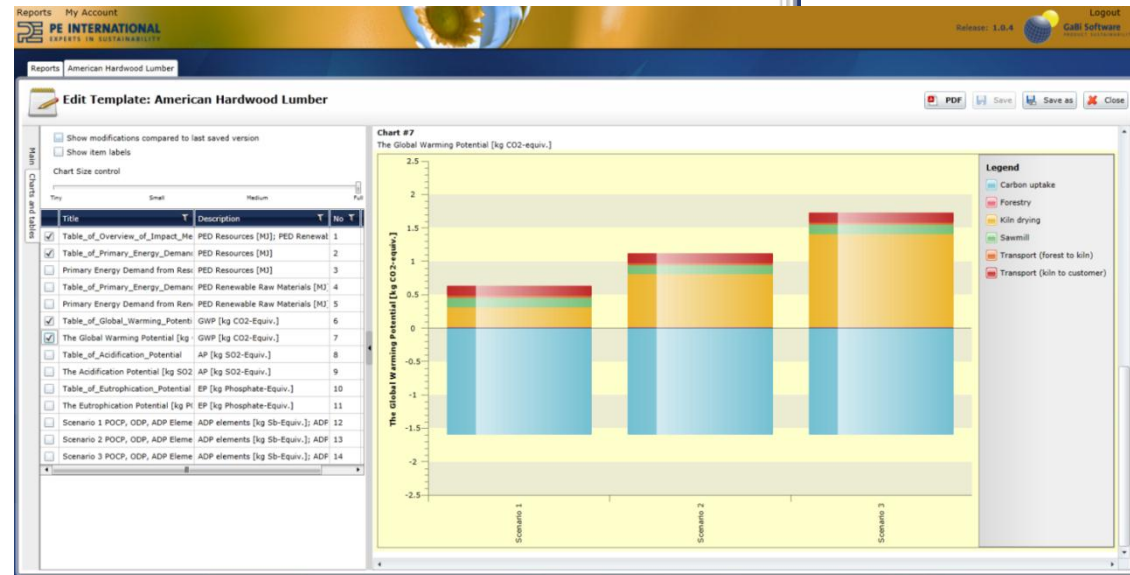 Reports My Account
Logout
PE INTERNATIONAL
EXPERTS IN SUSTAINABILITY
Release: 1.0.4
Galli Software
PRODUCT SUSTAINABILITY
Reports American Hardwood Lumber
Edit Template: American Hardwood Lumber
PDF Save Save as Close
Main
Charts and tables
Show modifications compared to last saved version
Show item labels
Chart Size control
Tiny Small Medium Full
Title Description No
Table_of_Overview_of_Impact_Me PED Resources [MJ]; PED Renewal 1
Table_of_Primary_Energy_Demand PED Resources [MJ] 2
Primary Energy Demand from Reso PED Resources [MJ] 3
Table_of_Primary_Energy_Demand PED Renewable Raw Materials [MJ] 4
Primary Energy Demand from Ren PED Renewable Raw Materials [MJ] 5
Table_of_Global_Warming_Potenti GWP [kg CO2-Equiv.] 6
The Global Warming Potential [kg GWP [kg CO2-Equiv.] 7
Table_of_Acidification_Potential AP [kg SO2-Equiv.] 8
The Acidification Potential [kg SO2 AP [kg SO2-Equiv.] 9
Table_of_Eutrophication_Potential EP [kg Phosphate-Equiv.] 10
The Eutrophication Potential [kg P EP [kg Phosphate-Equiv.] 11
Scenario 1 POCP, ODP, ADP Eleme ADP elements [kg Sb-Equiv.]; ADF 12
Scenario 2 POCP, ODP, ADP Eleme ADP elements [kg Sb-Equiv.]; ADF 13
Scenario 3 POCP, ODP, ADP Eleme ADP elements [kg Sb-Equiv.]; ADF 14
Chart #7
The Global Warming Potential [kg CO2-equiv.]
The Global Warming Potential [kg CO2-equiv.]
2.5
2
1.5
1
0.5
0
-0.5
-1
-1.5
-2
-2.5
Scenario 1
Scenario 2
Scenario 3
Legend
Carbon uptake
Forestry
Kiln drying
Sawmill
Transport (forest to kiln)
Transport (kiln to customer)